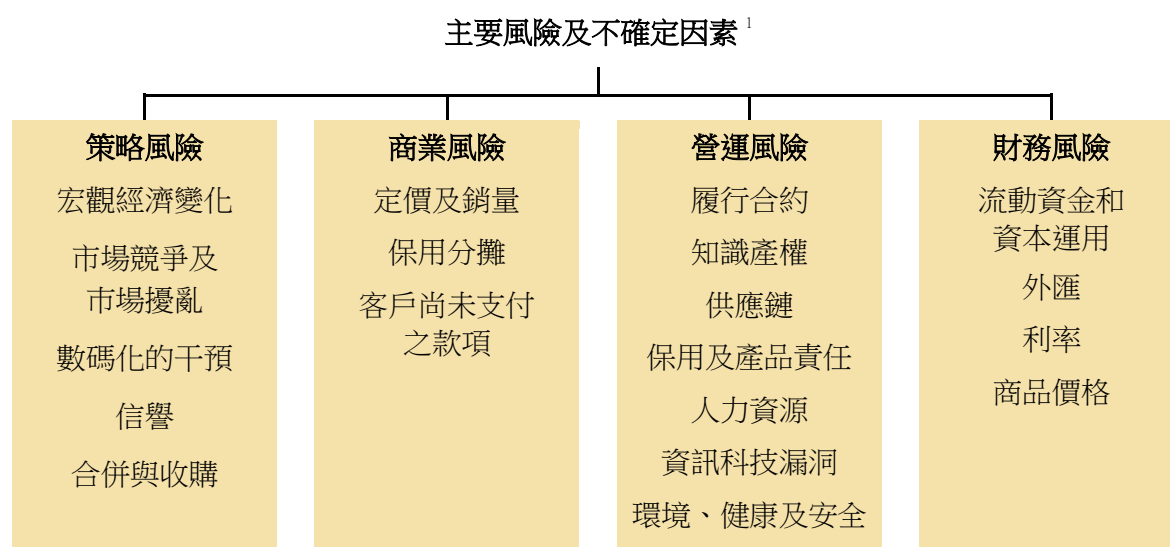 主要風險及不確定因素 1
策略風險
宏觀經濟變化
市場競爭及
市場擾亂
數碼化的干預
信譽
合併與收購
商業風險
定價及銷量
保用分攤
客戶尚未支付
之款項
營運風險
履行合約
知識產權
供應鏈
保用及產品責任
人力資源
資訊科技漏洞
環境、健康及安全
財務風險
流動資金和
資本運用
外匯
利率
商品價格